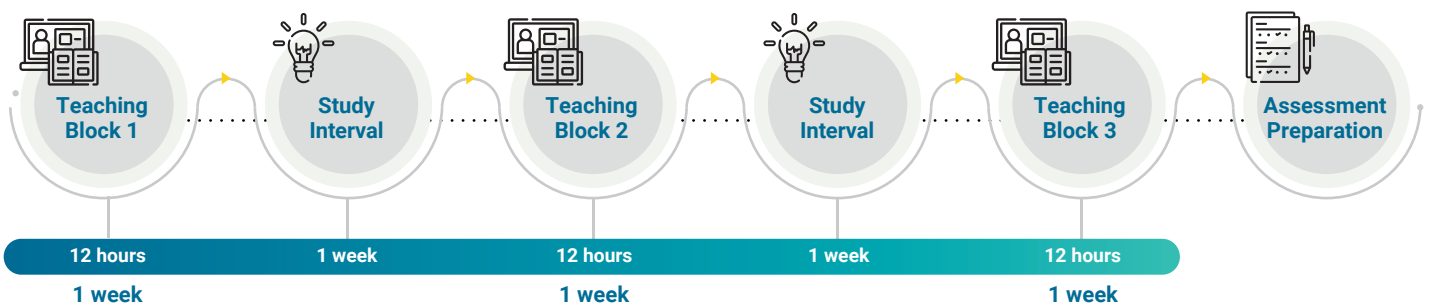 Teaching
Block 1
Study
Interval
Teaching
Block 2
Study
Interval
Teaching
Block 3
Assessment
Preparation
12 hours
1 week
12 hours
1 week
12 hours
1 week
1 week
1 week